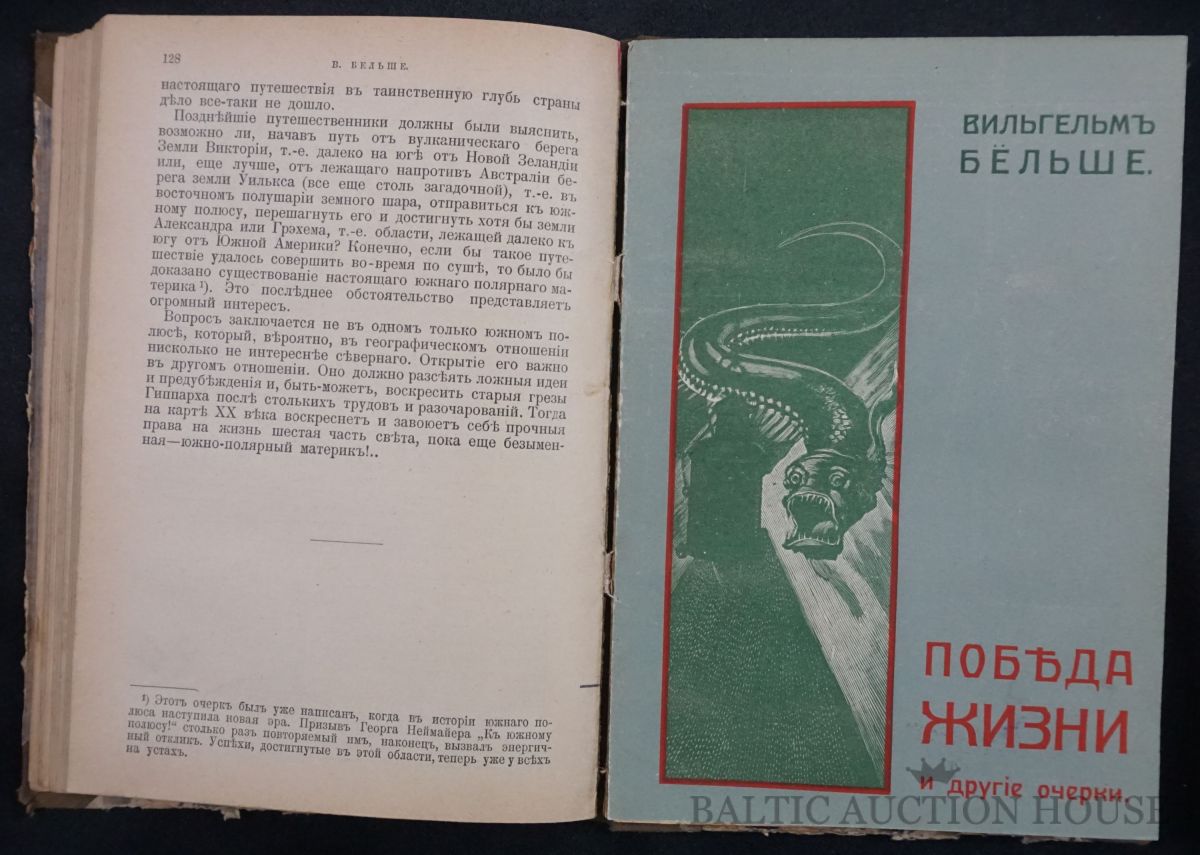 128
В. БЕЛЬШЕ.
настоящаго путешествія въ таинственную глубь страны
дѣло все-таки не дошло.
Позднѣйшіе путешественники должны были выяснить,
возможно ли, начавъ путь отъ вулканическаго берега
Земли Викторіи, т.-е. далеко на югѣ отъ Новой Зеландіи
или, еще лучше, отъ лежащаго напротивъ Австраліи бе-
рега земли Уилькса (все еще столь загадочной), т.-е. въ
восточномъ полушаріи земного шара, отправиться къ юж-
ному полюсу, перешагнуть его и достигнуть хотя бы земли
Александра или Грэхема, т.-е. области, лежащей далеко къ
югу отъ Южной Америки? Конечно, если бы такое путе-
шествіе удалось совершить во-время по сушѣ, то было бы
доказано существованіе настоящаго южнаго полярнаго ма-
терика¹). Это послѣднее обстоятельство представляетъ
огромный интересъ.
Вопросъ заключается не въ одномъ только южномъ по-
люсѣ, который, вѣроятно, въ географическомъ отношеніи
нисколько не интереснѣе сѣвернаго. Открытіе его важно
въ другомъ отношеніи. Оно должно разсѣять ложныя идеи
и предубѣжденія и, быть-можетъ, воскресить старыя грезы
Гиппарха послѣ столькихъ трудовъ и разочарованій. Тогда
на картѣ XX вѣка воскреснетъ и завоюетъ себѣ прочныя
права на жизнь шестая часть свѣта, пока еще безымен-
ная—южно-полярный материкъ!..
¹) Этотъ очеркъ былъ уже написанъ, когда въ исторіи южнаго по-
люса наступила новая эра. Призывъ Георга Неймайера „Къ южному
полюсу!“ столько разъ повторяемый имъ, наконецъ, вызвалъ энергич-
ный откликъ. Успѣхи, достигнутые въ этой области, теперь уже у всѣхъ
на устахъ.
ВИЛЬГЕЛЬМЪ
БЁЛЬШЕ.
ПОБѢДА
ЖИЗНИ
и другіе очерки.
BALTIC AUCTION HOUSE